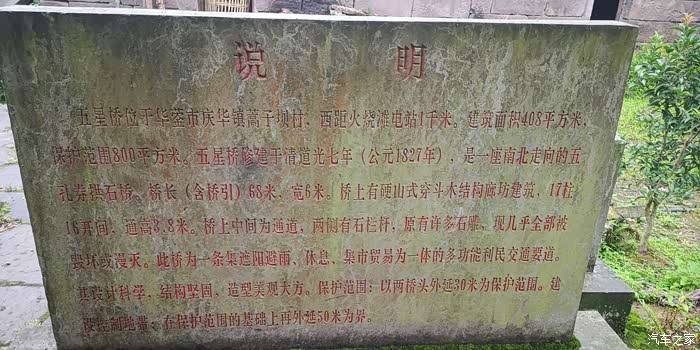 说 明
五星桥位于华蓥市庆华镇蒿子坝村、西距火烧滩电站1千米。建筑面积408平方米，
保护范围800平方米。五星桥修建于清道光七年（公元1827年），是一座南北走向的五
孔券拱石桥。桥长（含桥引）68米，宽6米。桥上有硬山式穿斗木结构廊坊建筑，17柱
16开间，通高3.8米。桥上中间为通道，两侧有石栏杆，原有许多石雕，现几乎全部被
毁坏或漫灭。此桥为一条集遮阳避雨、休息、集市贸易为一体的多功能利民交通要道。
其设计科学，结构坚固、造型美观大方。保护范围：以两桥头外延30米为保护范围。建
设控制地带：在保护范围的基础上再外延50米为界。
汽车之家